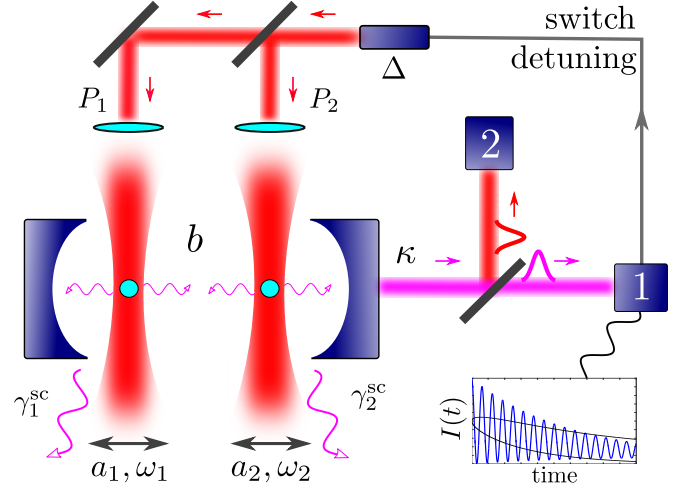 switch
detuning
Δ
P₁
P₂
2
b
κ
1
γ₁ˢᶜ
γ₂ˢᶜ
I(t)
time
a₁, ω₁
a₂, ω₂